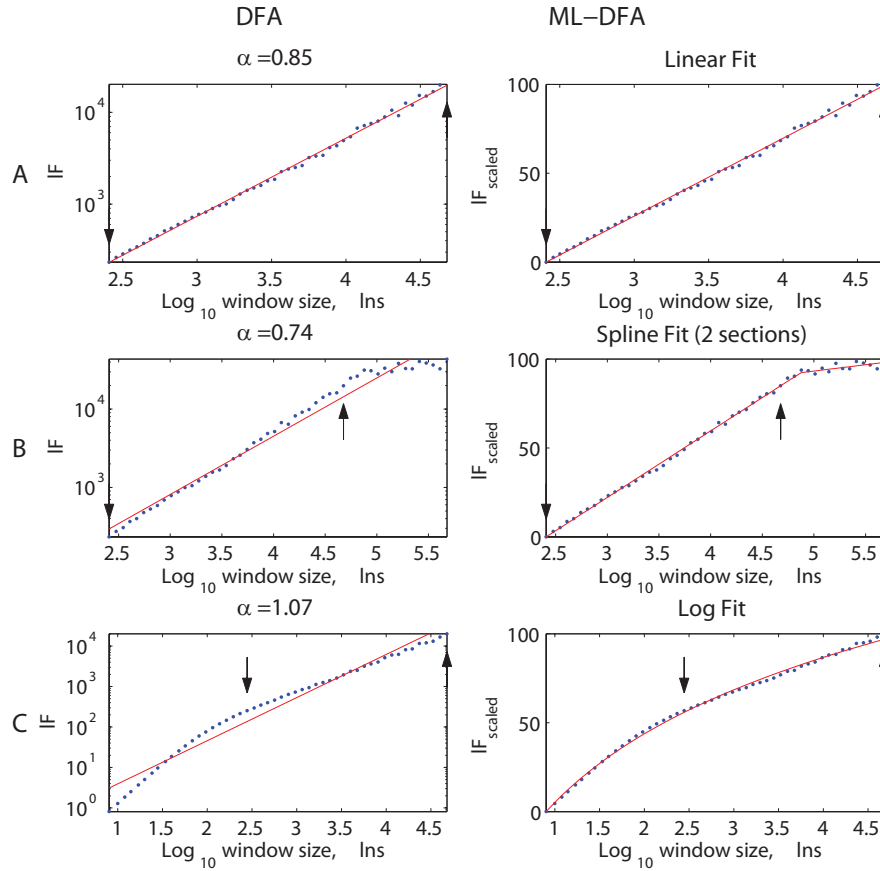 DFA
ML–DFA
α =0.85
Linear Fit
A
IF
10^4
10^3
2.5 3 3.5 4 4.5
Log 10 window size, lns
IF scaled
100
50
0
2.5 3 3.5 4 4.5
Log 10 window size, lns
α =0.74
Spline Fit (2 sections)
B
IF
10^4
10^3
2.5 3 3.5 4 4.5 5 5.5
Log 10 window size, lns
IF scaled
100
50
0
2.5 3 3.5 4 4.5 5 5.5
Log 10 window size, lns
α =1.07
Log Fit
C
IF
10^4
10^3
10^2
10^1
10^0
1 1.5 2 2.5 3 3.5 4 4.5
Log 10 window size, lns
IF scaled
100
50
0
1 1.5 2 2.5 3 3.5 4 4.5
Log 10 window size, lns